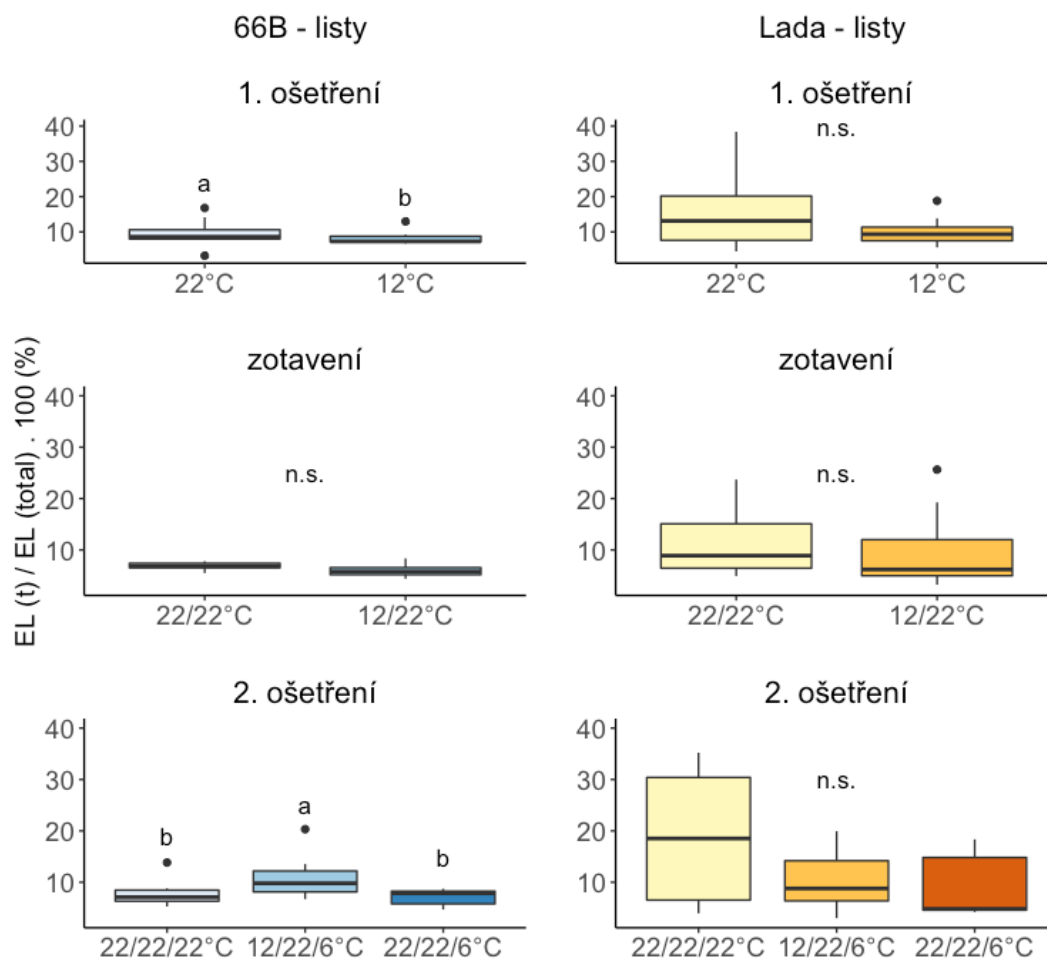 66B - listy
Lada - listy
1. ošetření
1. ošetření
40
30
20
10
a
b
22°C
12°C
40
30
20
10
n.s.
22°C
12°C
EL (t) / EL (total) . 100 (%)
zotavení
zotavení
40
30
20
10
n.s.
22/22°C
12/22°C
40
30
20
10
n.s.
22/22°C
12/22°C
2. ošetření
2. ošetření
40
30
20
10
b
a
b
22/22/22°C
12/22/6°C
22/22/6°C
40
30
20
10
n.s.
22/22/22°C
12/22/6°C
22/22/6°C